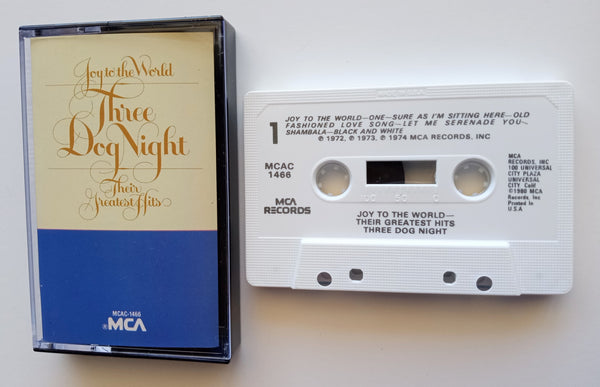 Joy to the World
Three
Dog Night
Their
Greatest Hits
MCAC-1466
®MCA
1
JOY TO THE WORLD—ONE—SURE AS I'M SITTING HERE—OLD
FASHIONED LOVE SONG—LET ME SERENADE YOU—
SHAMBALA—BLACK AND WHITE
℗ 1972, ℗ 1973, ℗ 1974 MCA RECORDS, INC
MCAC
1466
MCA
RECORDS
MCA
RECORDS, INC
100 UNIVERSAL
CITY PLAZA
UNIVERSAL
CITY, Calif
©1980 MCA
Records, Inc
Printed in
U.S.A
JOY TO THE WORLD—
THEIR GREATEST HITS
THREE DOG NIGHT